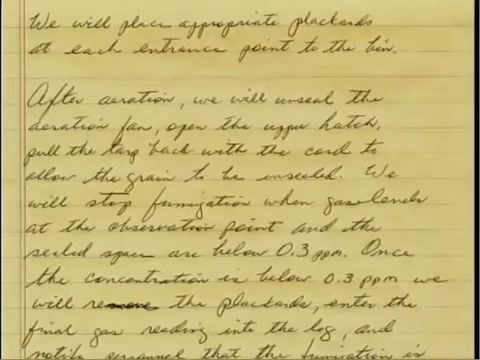 We will place appropriate plackards
at each entrance point to the bin.
After aeration, we will unseal the
aeration fan, open the upper hatch,
pull the tarp back with the cord to
allow the grain to be unsealed. We
will stop fumigation when gas levels
at the observation point and the
sealed space are below 0.3 ppm. Once
the concentration is below 0.3 ppm we
will remove the plackards, enter the
final gas reading into the log, and
notify personnel that the fumigation is